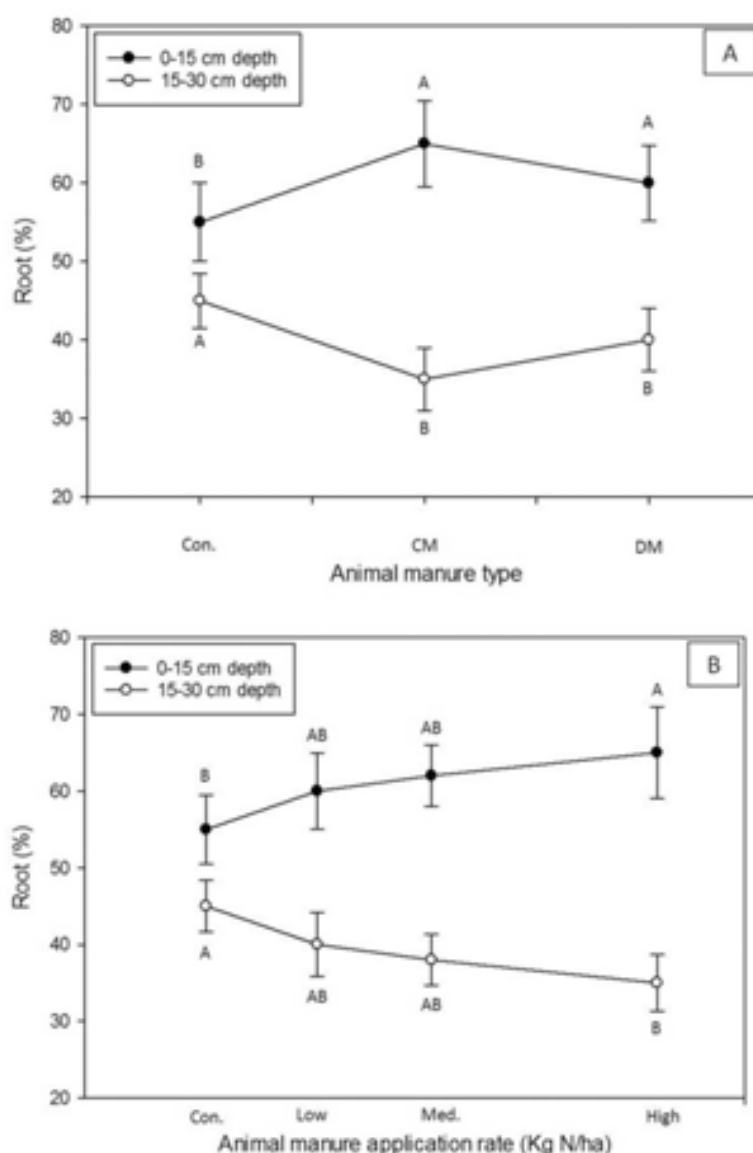 80
0-15 cm depth
15-30 cm depth
A
70
A
A
B
60
Root (%)
50
40
A
B
30
B
20
Con.
CM
DM
Animal manure type
80
0-15 cm depth
15-30 cm depth
B
70
A
AB
AB
B
60
Root (%)
50
40
A
AB
AB
30
B
20
Con.
Low
Med.
High
Animal manure application rate (Kg N/ha)